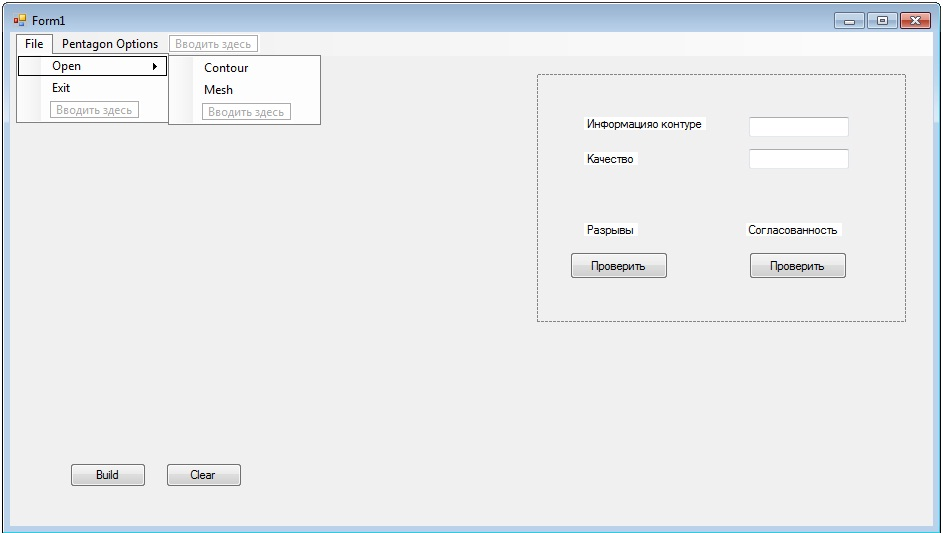 Form1
File Pentagon Options Вводить здесь
Open Contour
Exit Mesh
Вводить здесь Вводить здесь
Информацияо контуре
Качество
Разрывы Согласованность
Проверить Проверить
Build Clear